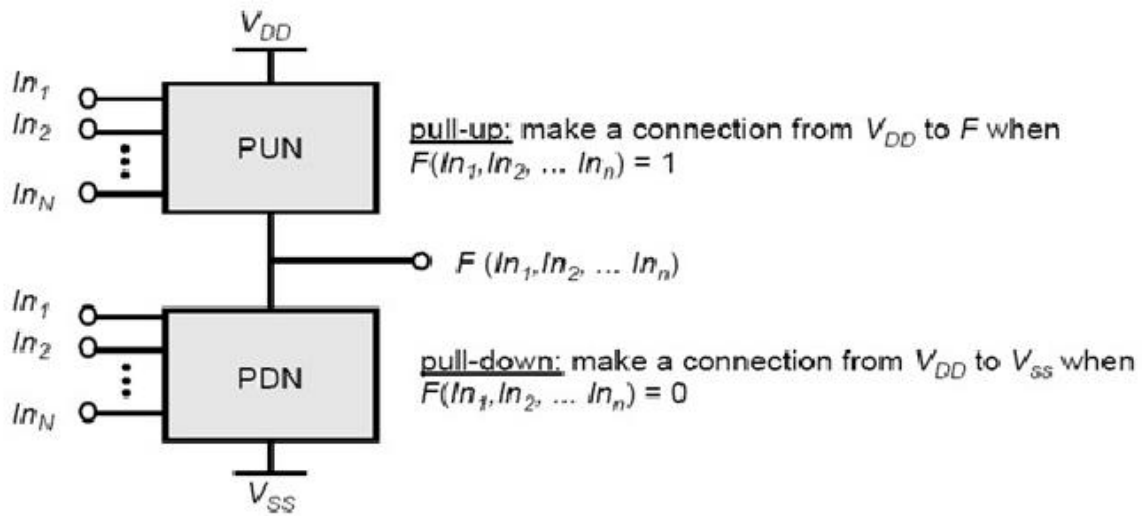 V_DD
In_1
In_2
In_N
PUN
pull-up: make a connection from V_DD to F when
F(In_1,In_2, ... In_n) = 1
F (In_1,In_2, ... In_n)
In_1
In_2
In_N
PDN
pull-down: make a connection from V_DD to V_SS when
F(In_1,In_2, ... In_n) = 0
V_SS